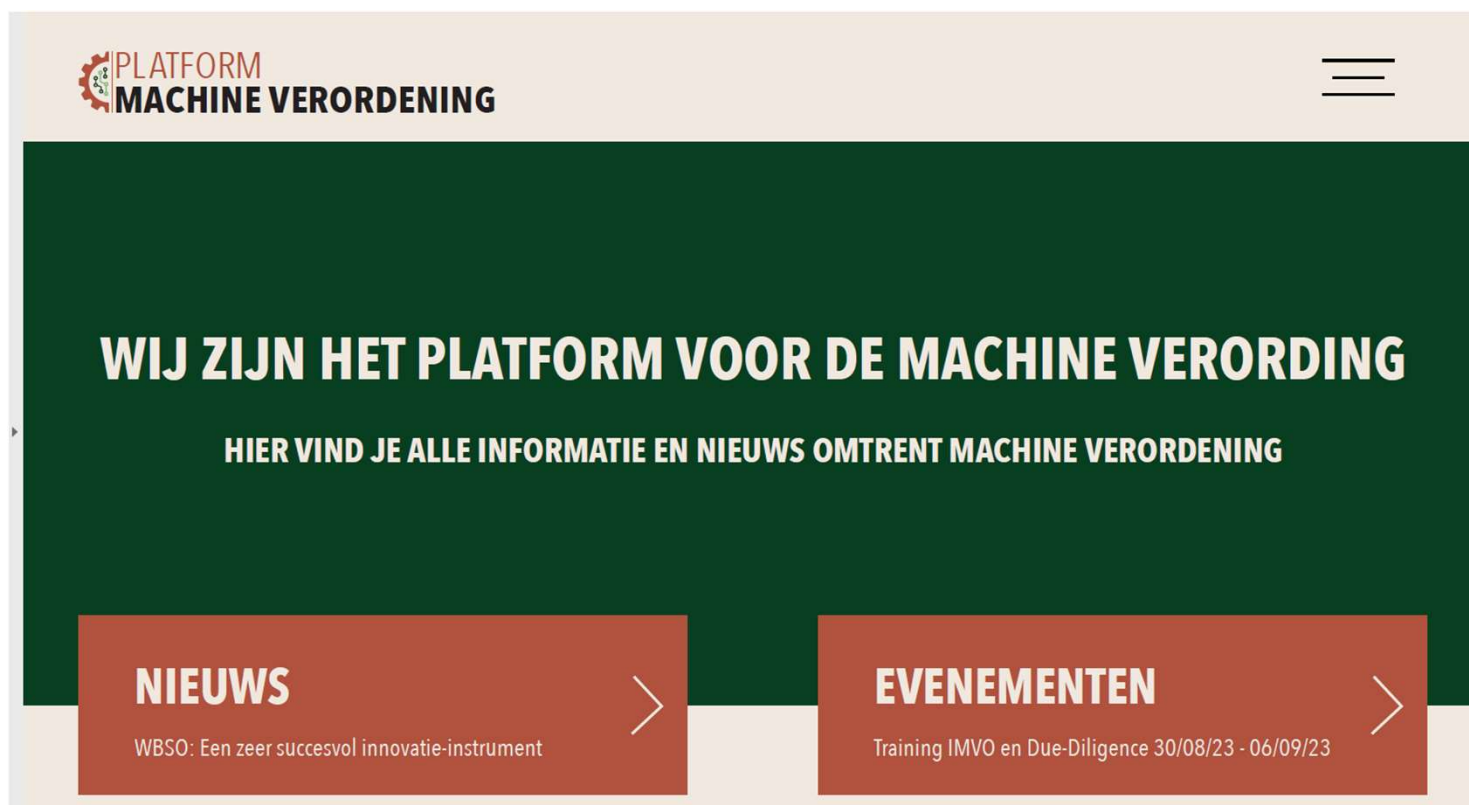 PLATFORM
MACHINE VERORDENING
WIJ ZIJN HET PLATFORM VOOR DE MACHINE VERORDING
HIER VIND JE ALLE INFORMATIE EN NIEUWS OMTRENT MACHINE VERORDENING
NIEUWS
WBSO: Een zeer succesvol innovatie-instrument
EVENEMENTEN
Training IMVO en Due-Diligence 30/08/23 - 06/09/23